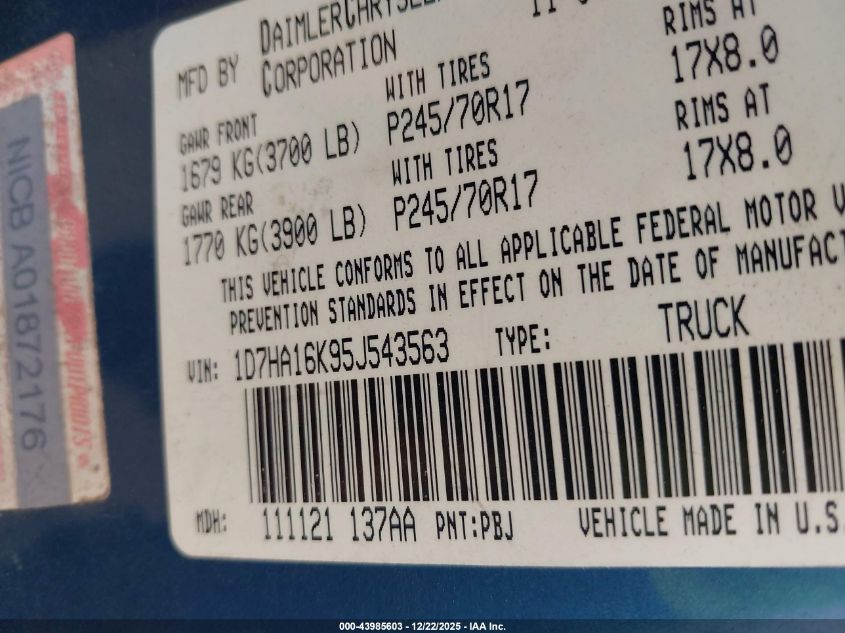 MFD BY
CORPORATION
RIMS AT
WITH TIRES
17X8.0
GAWR FRONT
1679 KG(3700 LB)
P245/70R17
RIMS AT
WITH TIRES
17X8.0
GAWR REAR
1770 KG(3900 LB)
P245/70R17
THIS VEHICLE CONFORMS TO ALL APPLICABLE FEDERAL MOTOR
PREVENTION STANDARDS IN EFFECT ON THE DATE OF
VIN: 1D7HA16K95J543563 TYPE: TRUCK
MDH: 111121 137AA PNT:PBJ VEHICLE MADE IN U.S.
NICB A01872176
000-43985603 - 12/22/2025 - IAA Inc.